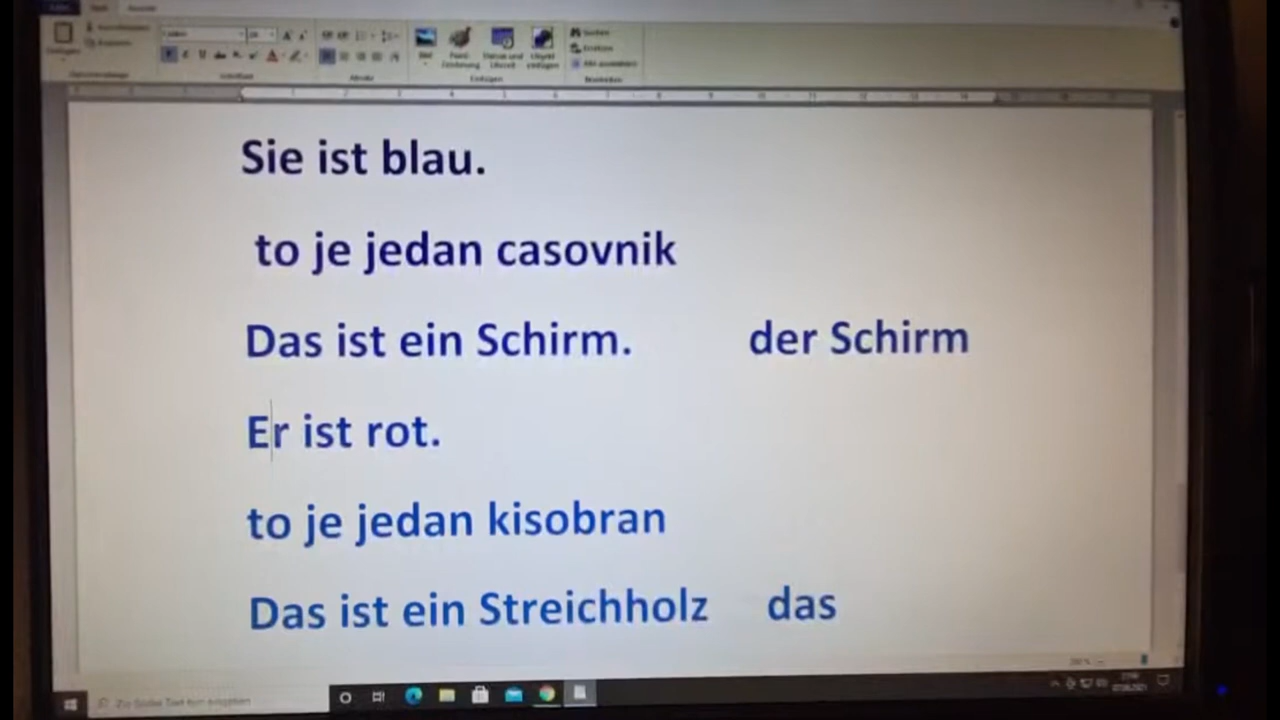 Sie ist blau.
to je jedan casovnik
Das ist ein Schirm. der Schirm
Er ist rot.
to je jedan kisobran
Das ist ein Streichholz das